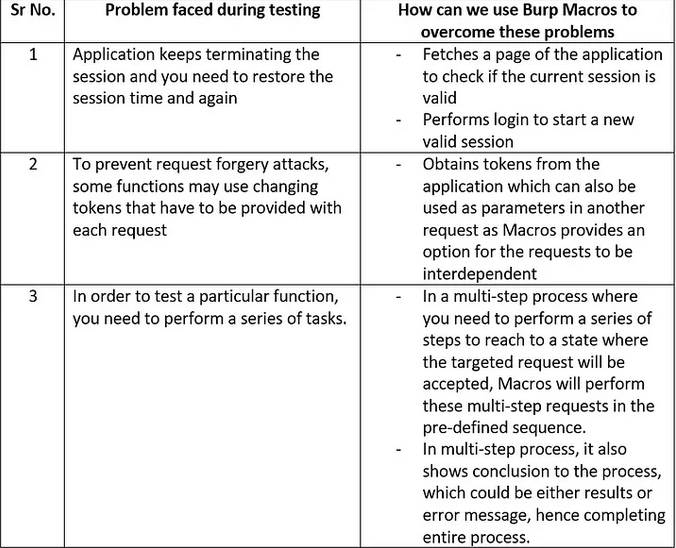 Sr No.
Problem faced during testing
How can we use Burp Macros to
overcome these problems
1
Application keeps terminating the
session and you need to restore the
session time and again
- Fetches a page of the application
to check if the current session is
valid
- Performs login to start a new
valid session
2
To prevent request forgery attacks,
some functions may use changing
tokens that have to be provided with
each request
- Obtains tokens from the
application which can also be
used as parameters in another
request as Macros provides an
option for the requests to be
interdependent
3
In order to test a particular function,
you need to perform a series of tasks.
- In a multi-step process where
you need to perform a series of
steps to reach to a state where
the targeted request will be
accepted, Macros will perform
these multi-step requests in the
pre-defined sequence.
- In multi-step process, it also
shows conclusion to the process,
which could be either results or
error message, hence completing
entire process.